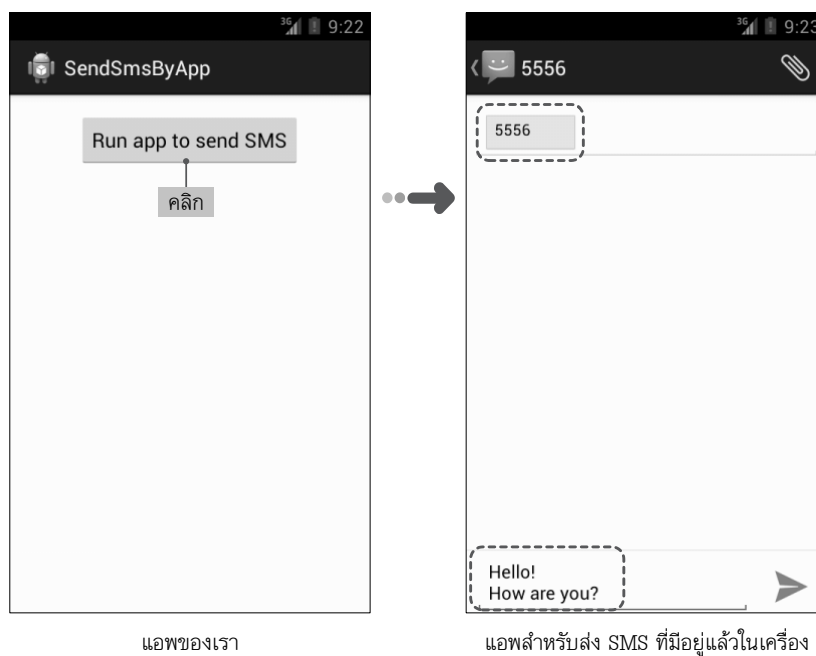 3G 9:22
SendSmsByApp
Run app to send SMS
คลิก
แอพของเรา
3G 9:23
5556
5556
Hello!
How are you?
แอพสำหรับส่ง SMS ที่มีอยู่แล้วในเครื่อง